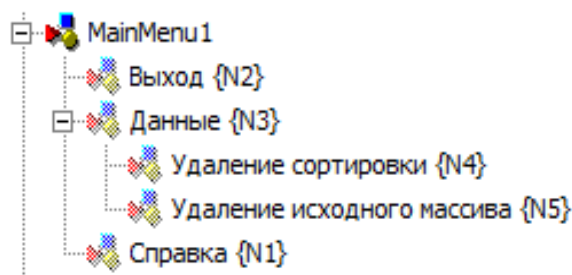 MainMenu1
Выход {N2}
Данные {N3}
Удаление сортировки {N4}
Удаление исходного массива {N5}
Справка {N1}